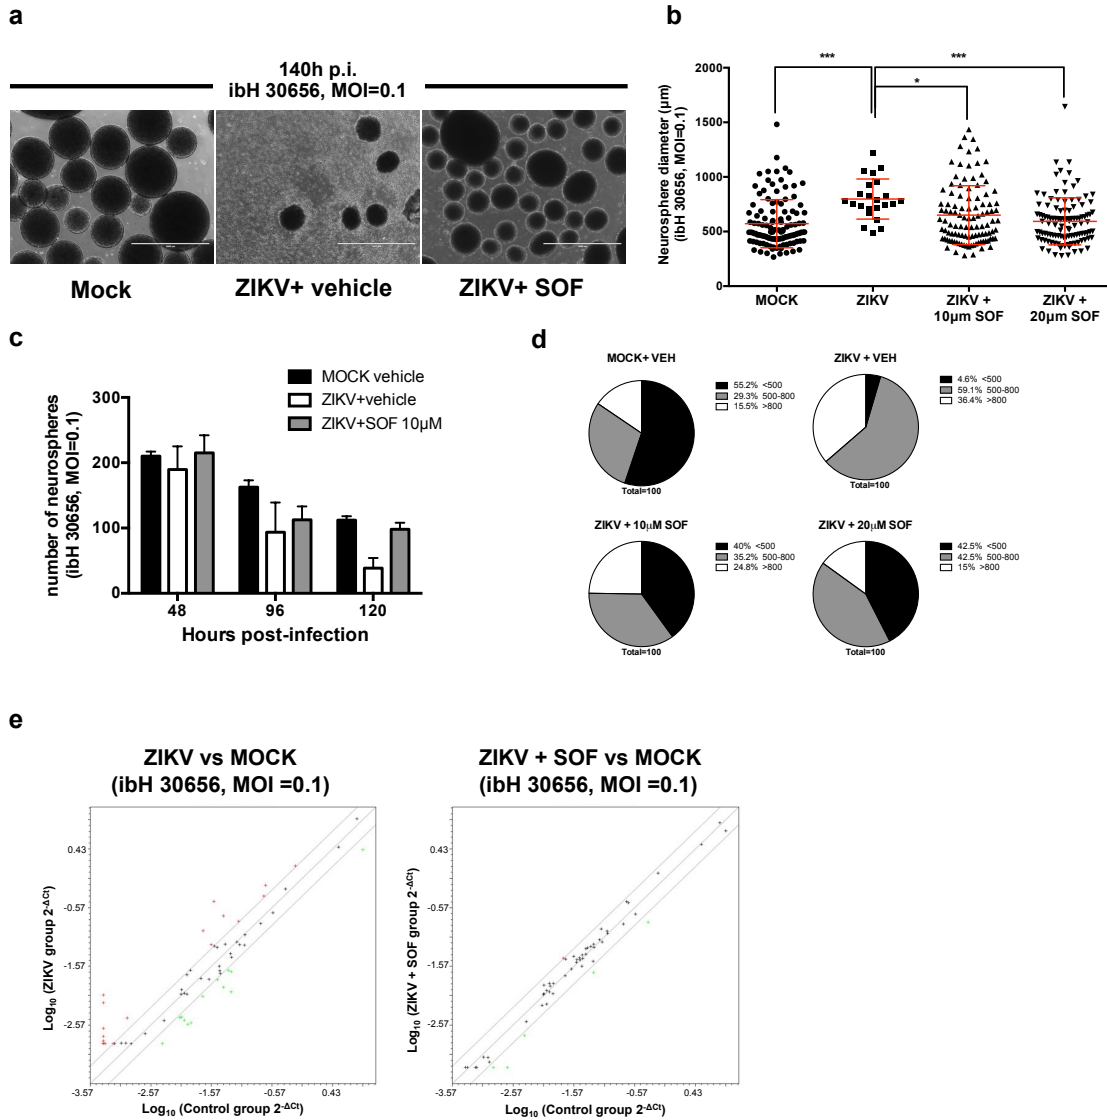 a
140h p.i.
ibH 30656, MOI=0.1
Mock
ZIKV+ vehicle
ZIKV+ SOF
b
***
***
*
Neurosphere diameter (µm)
(ibH 30656, MOI=0.1)
2000
1500
1000
500
0
MOCK
ZIKV
ZIKV +
10µm SOF
ZIKV +
20µm SOF
c
MOCK vehicle
ZIKV+vehicle
ZIKV+SOF 10µM
number of neurospheres
(ibH 30656, MOI=0.1)
300
200
100
0
48
96
120
Hours post-infection
d
MOCK+ VEH
55.2% <500
29.3% 500-800
15.5% >800
Total=100
ZIKV + VEH
4.6% <500
59.1% 500-800
36.4% >800
Total=100
ZIKV + 10µM SOF
40% <500
35.2% 500-800
24.8% >800
Total=100
ZIKV + 20µM SOF
42.5% <500
42.5% 500-800
15% >800
Total=100
e
ZIKV vs MOCK
(ibH 30656, MOI =0.1)
Log10 (ZIKV group 2-ΔCt)
0.43
-0.57
-1.57
-2.57
-3.57 -2.57 -1.57 -0.57 0.43
Log10 (Control group 2-ΔCt)
ZIKV + SOF vs MOCK
(ibH 30656, MOI =0.1)
Log10 (ZIKV + SOF group 2-ΔCt)
0.43
-0.57
-1.57
-2.57
-3.57 -2.57 -1.57 -0.57 0.43
Log10 (Control group 2-ΔCt)